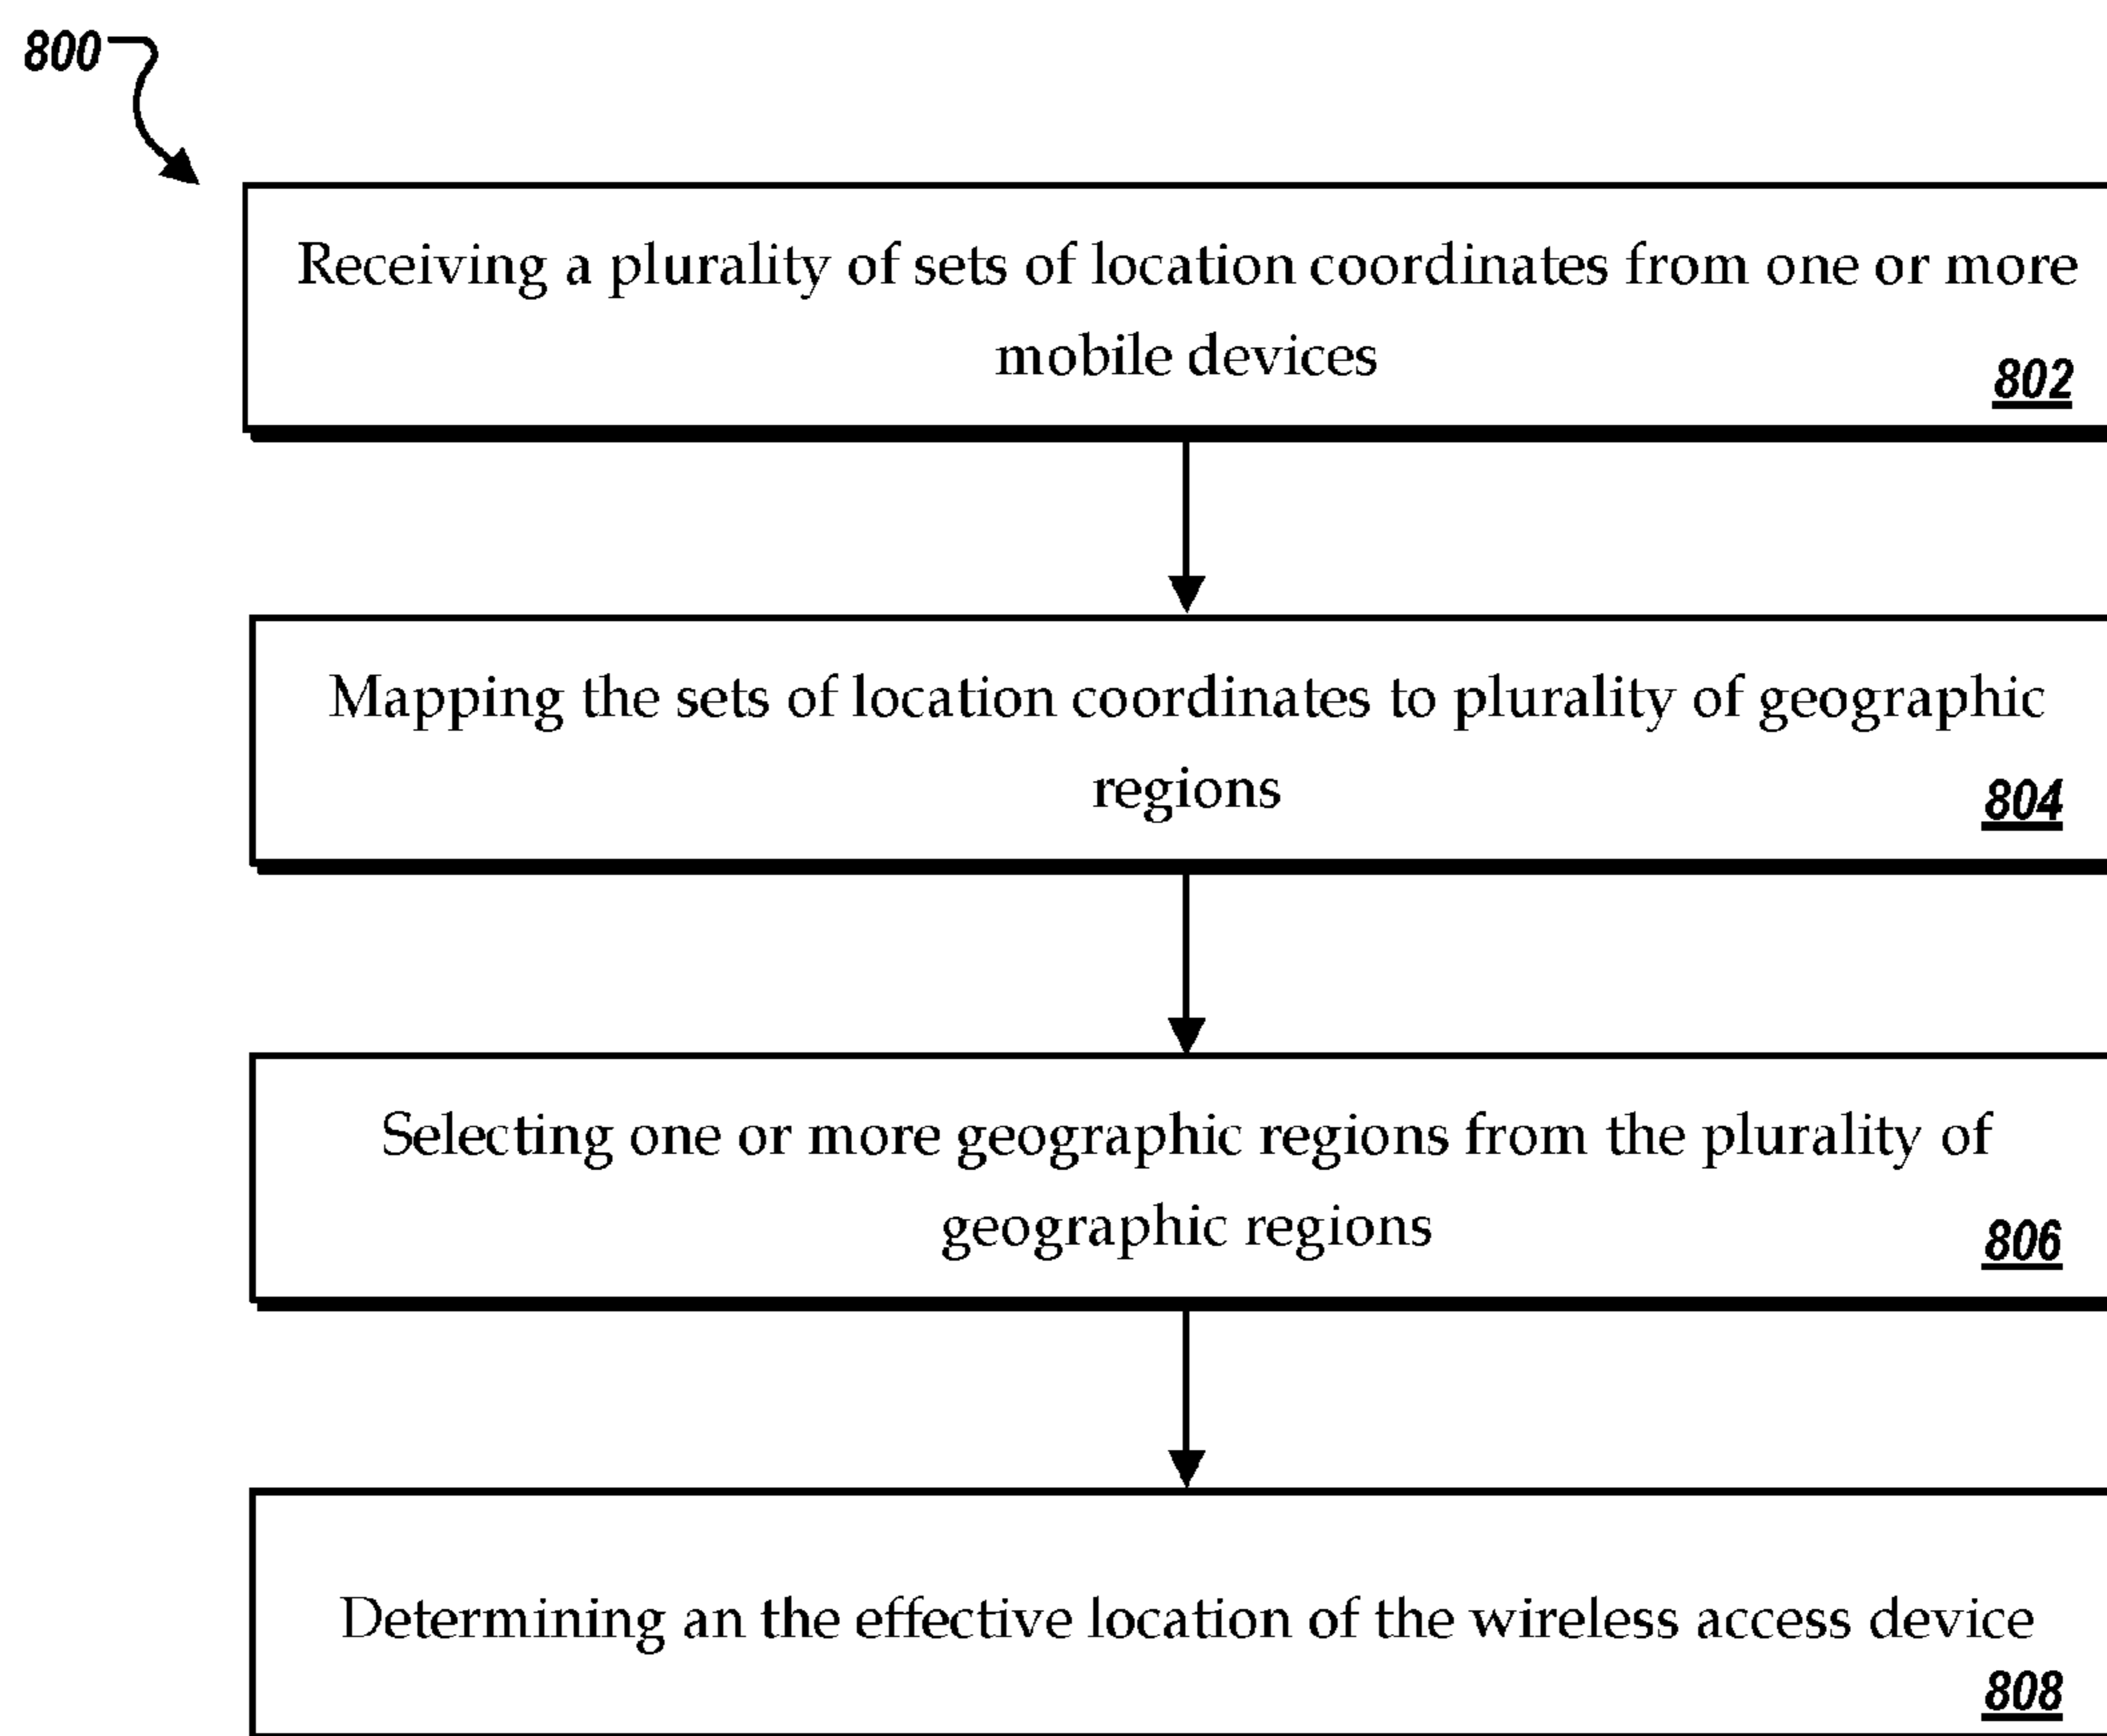 800
Receiving a plurality of sets of location coordinates from one or more
mobile devices
802
Mapping the sets of location coordinates to plurality of geographic
regions
804
Selecting one or more geographic regions from the plurality of
geographic regions
806
Determining an the effective location of the wireless access device
808